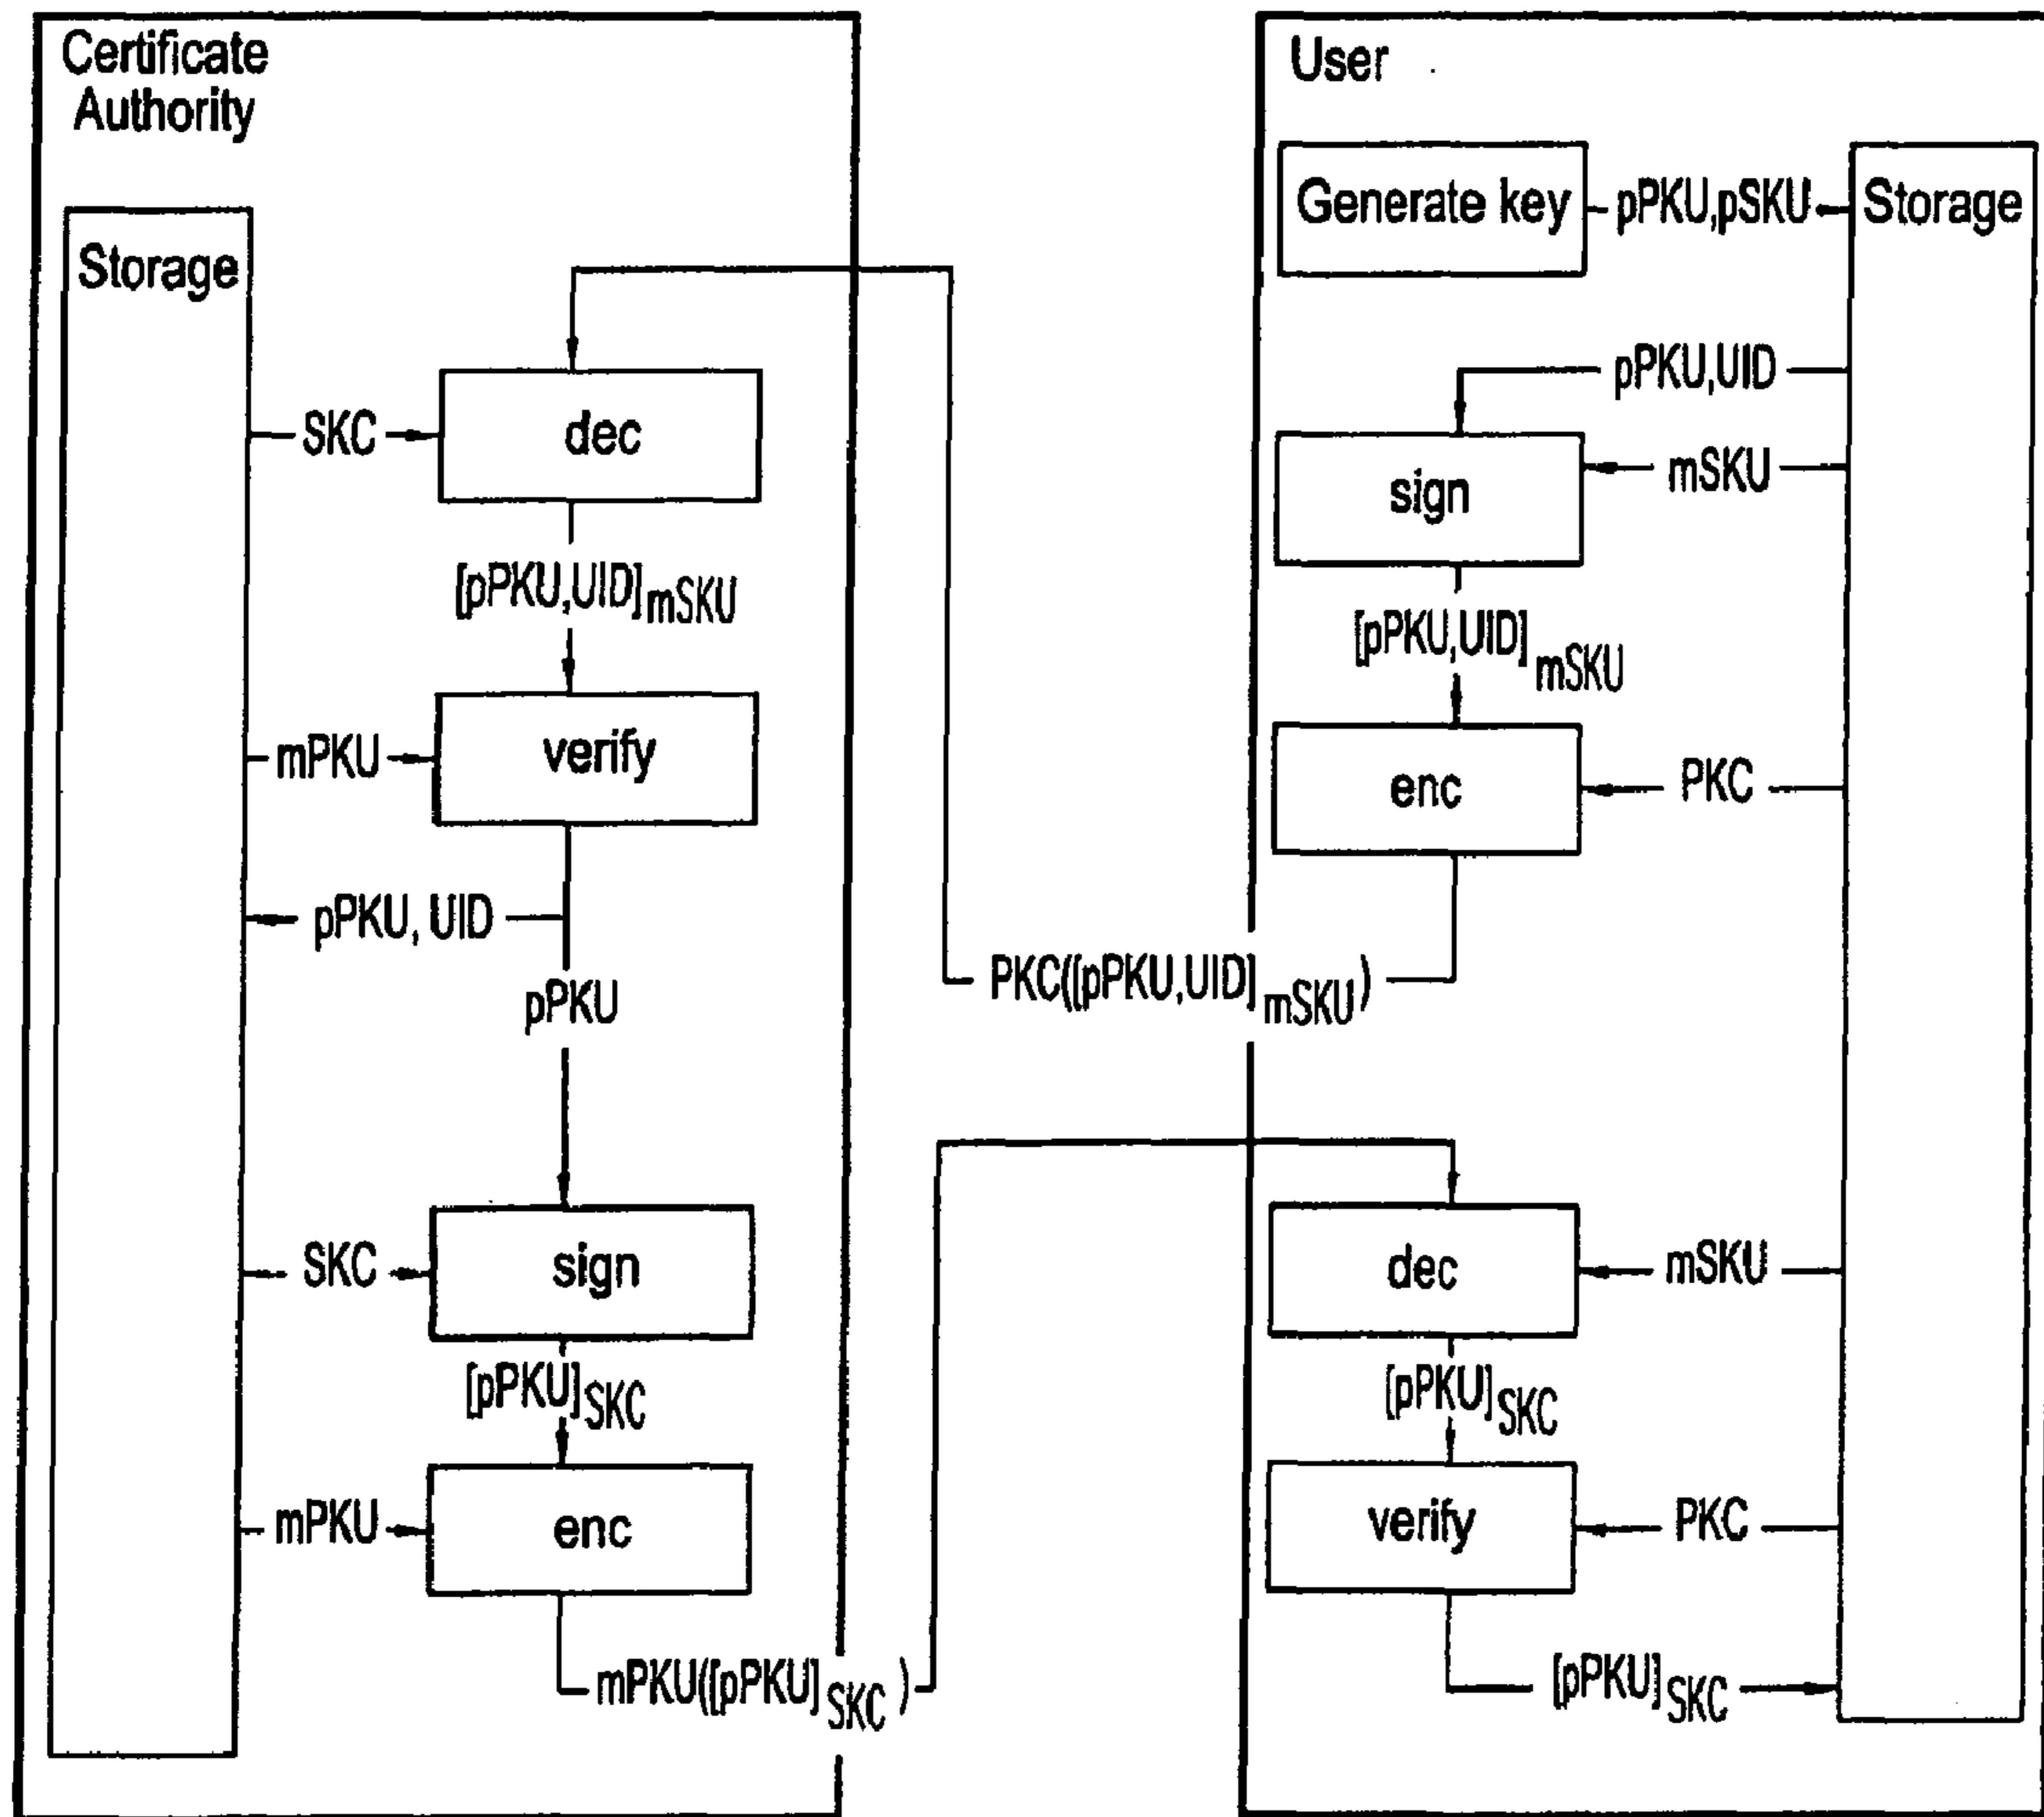 Certificate
Authority
Storage
SKC
dec
[pPKU,UID]mSKU
mPKU
verify
pPKU, UID
pPKU
SKC
sign
[pPKU]SKC
mPKU
enc
mPKU([pPKU]SKC)
PKC([pPKU,UID]mSKU)
User
Generate key
pPKU,pSKU
Storage
pPKU,UID
mSKU
sign
[pPKU,UID]mSKU
PKC
enc
mSKU
dec
[pPKU]SKC
PKC
verify
[pPKU]SKC